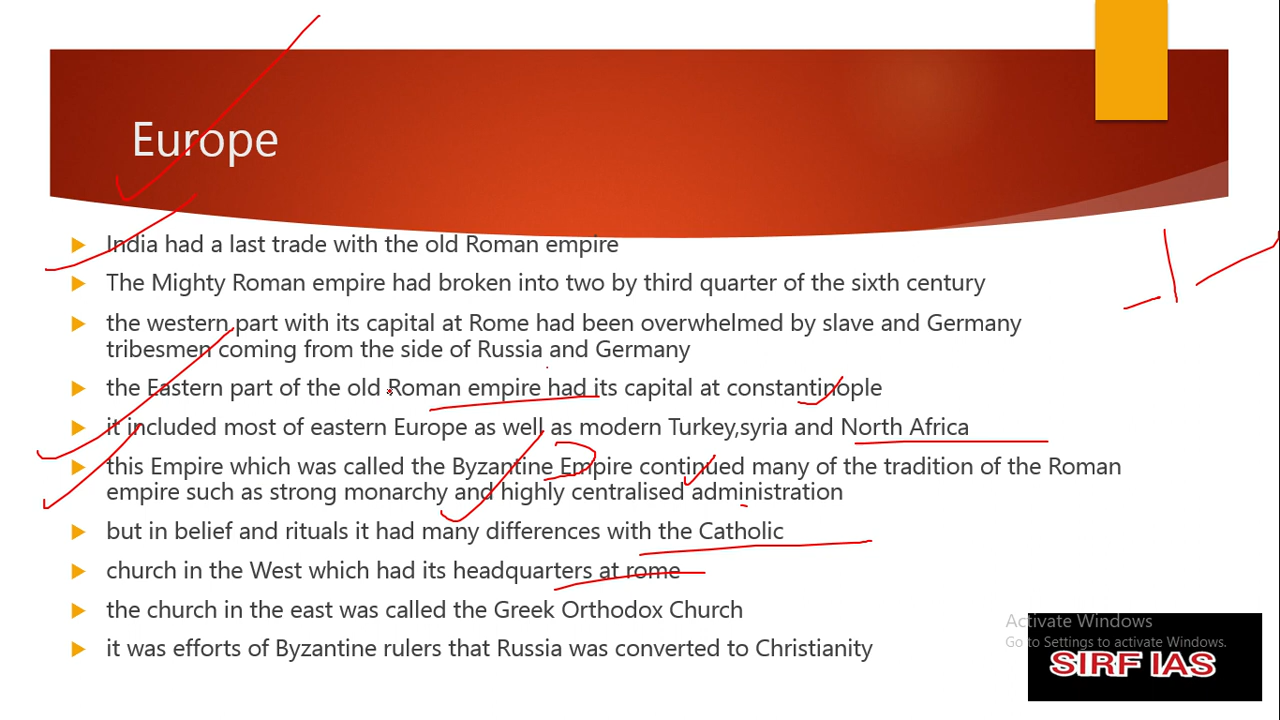 Europe
India had a last trade with the old Roman empire
The Mighty Roman empire had broken into two by third quarter of the sixth century
the western part with its capital at Rome had been overwhelmed by slave and Germany
tribesmen coming from the side of Russia and Germany
the Eastern part of the old Roman empire had its capital at constantinople
it included most of eastern Europe as well as modern Turkey,syria and North Africa
this Empire which was called the Byzantine Empire continued many of the tradition of the Roman
empire such as strong monarchy and highly centralised administration
but in belief and rituals it had many differences with the Catholic
church in the West which had its headquarters at rome
the church in the east was called the Greek Orthodox Church
it was efforts of Byzantine rulers that Russia was converted to Christianity
Activate Windows
Go to Settings to activate Windows.
SIRF IAS